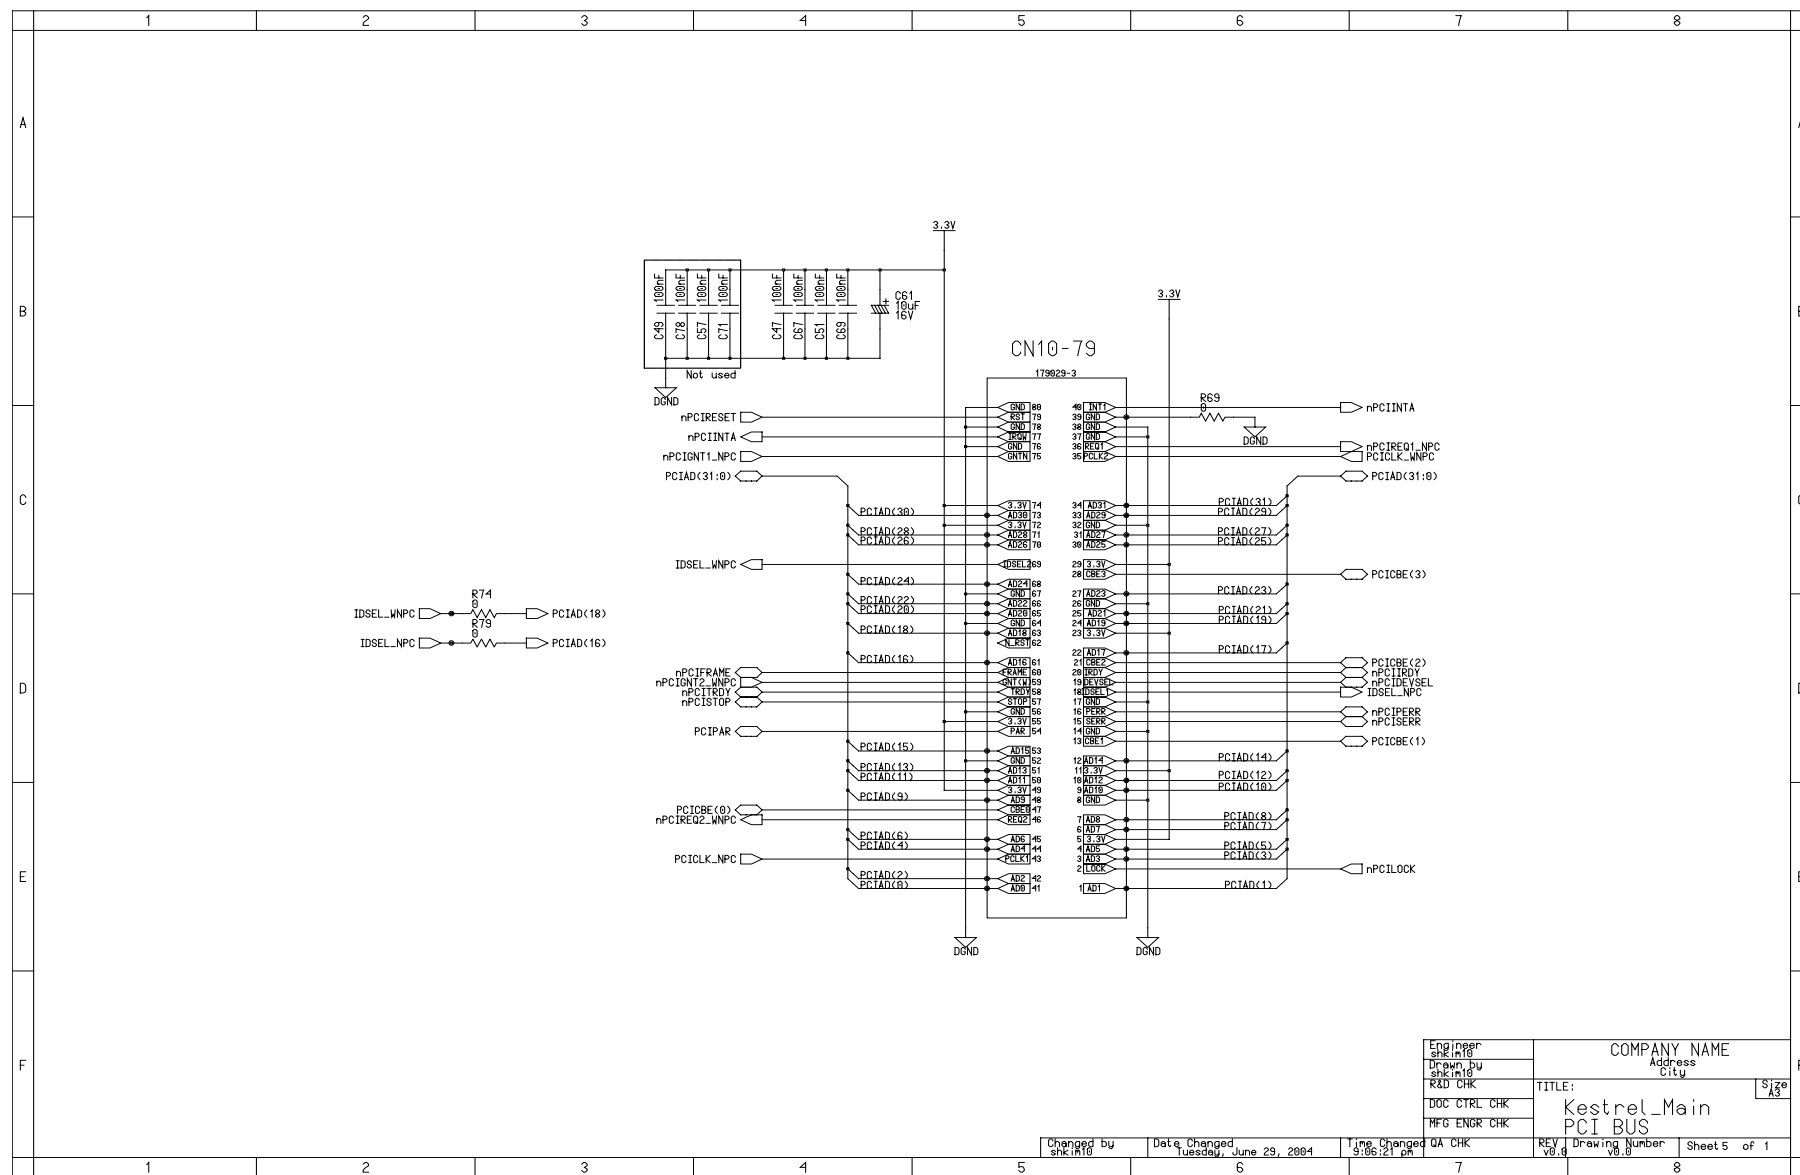 1 2 3 4 5 6 7 8
A
B
C
D
E
F
3.3V
100nF 100nF 100nF 100nF 100nF 100nF 100nF 100nF
C49 C78 C57 C71 C47 C67 C51 C69
C61
10uF
16V
Not used
DGND
3.3V
CN10-79
179029-3
nPCIRESET
nPCIINTA
nPCIGNT1_NPC
PCIAD(31:0)
PCIAD(30)
PCIAD(28)
PCIAD(26)
IDSEL_WNPC
PCIAD(24)
PCIAD(22)
PCIAD(20)
PCIAD(18)
PCIAD(16)
nPCIFRAME
nPCIGNT2_WNPC
nPCITRDY
nPCISTOP
PCIPAR
PCIAD(15)
PCIAD(13)
PCIAD(11)
PCIAD(9)
PCICBE(0)
nPCIREQ2_WNPC
PCIAD(6)
PCIAD(4)
PCICLK_NPC
PCIAD(2)
PCIAD(0)
GND 80
RST 79
GND 78
IRQW 77
GND 76
GNTN 75
3.3V 74
AD30 73
3.3V 72
AD28 71
AD26 70
IDSEL2 69
AD24 68
GND 67
AD22 66
AD20 65
GND 64
AD18 63
N_RST 62
AD16 61
FRAME 60
GNT(W) 59
TRDY 58
STOP 57
GND 56
3.3V 55
PAR 54
AD15 53
GND 52
AD13 51
AD11 50
3.3V 49
AD9 48
CBE0 47
REQ2 46
AD6 45
AD4 44
PCLK1 43
AD2 42
AD0 41
40 INT1
39 GND
38 GND
37 GND
36 REQ1
35 PCLK2
34 AD31
33 AD29
32 GND
31 AD27
30 AD25
29 3.3V
28 CBE3
27 AD23
26 GND
25 AD21
24 AD19
23 3.3V
22 AD17
21 CBE2
20 IRDY
19 DEVSEL
18 IDSEL1
17 GND
16 PERR
15 SERR
14 GND
13 CBE1
12 AD14
11 3.3V
10 AD12
9 AD10
8 GND
7 AD8
6 AD7
5 3.3V
4 AD5
3 AD3
2 LOCK
1 AD1
R69
0
DGND
nPCIINTA
nPCIREQ1_NPC
PCICLK_WNPC
PCIAD(31:0)
PCIAD(31)
PCIAD(29)
PCIAD(27)
PCIAD(25)
PCICBE(3)
PCIAD(23)
PCIAD(21)
PCIAD(19)
PCIAD(17)
PCICBE(2)
nPCIIRDY
nPCIDEVSEL
IDSEL_NPC
nPCIPERR
nPCISERR
PCICBE(1)
PCIAD(14)
PCIAD(12)
PCIAD(10)
PCIAD(8)
PCIAD(7)
PCIAD(5)
PCIAD(3)
nPCILOCK
PCIAD(1)
DGND
DGND
R74
0
IDSEL_WNPC PCIAD(18)
R79
0
IDSEL_NPC PCIAD(16)
Engineer
shkim10
Drawn by
shkim10
R&D CHK
DOC CTRL CHK
MFG ENGR CHK
QA CHK
COMPANY NAME
Address
City
TITLE:
Kestrel_Main
PCI BUS
Size
A3
Changed by
shkim10
Date Changed
Tuesday, June 29, 2004
Time Changed
9:06:21 pm
REV
v0.0
Drawing Number
v0.0
Sheet 5 of 1
1 2 3 4 5 6 7 8
A
B
C
D
E
F